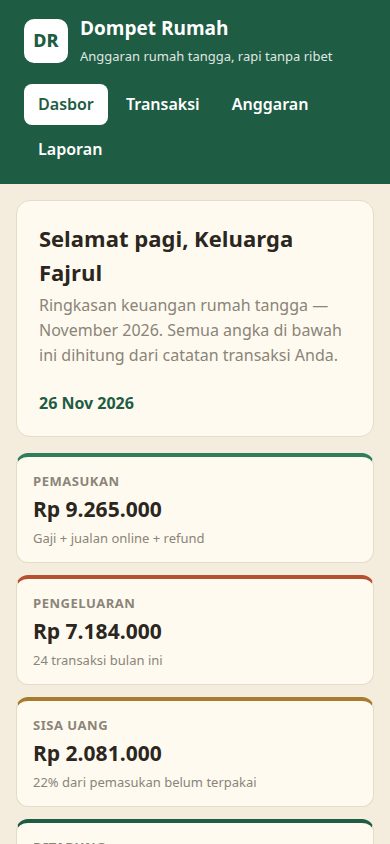 DR
Dompet Rumah
Anggaran rumah tangga, rapi tanpa ribet
Dasbor
Transaksi
Anggaran
Laporan
Selamat pagi, Keluarga
Fajrul
Ringkasan keuangan rumah tangga —
November 2026. Semua angka di bawah
ini dihitung dari catatan transaksi Anda.
26 Nov 2026
PEMASUKAN
Rp 9.265.000
Gaji + jualan online + refund
PENGELUARAN
Rp 7.184.000
24 transaksi bulan ini
SISA UANG
Rp 2.081.000
22% dari pemasukan belum terpakai